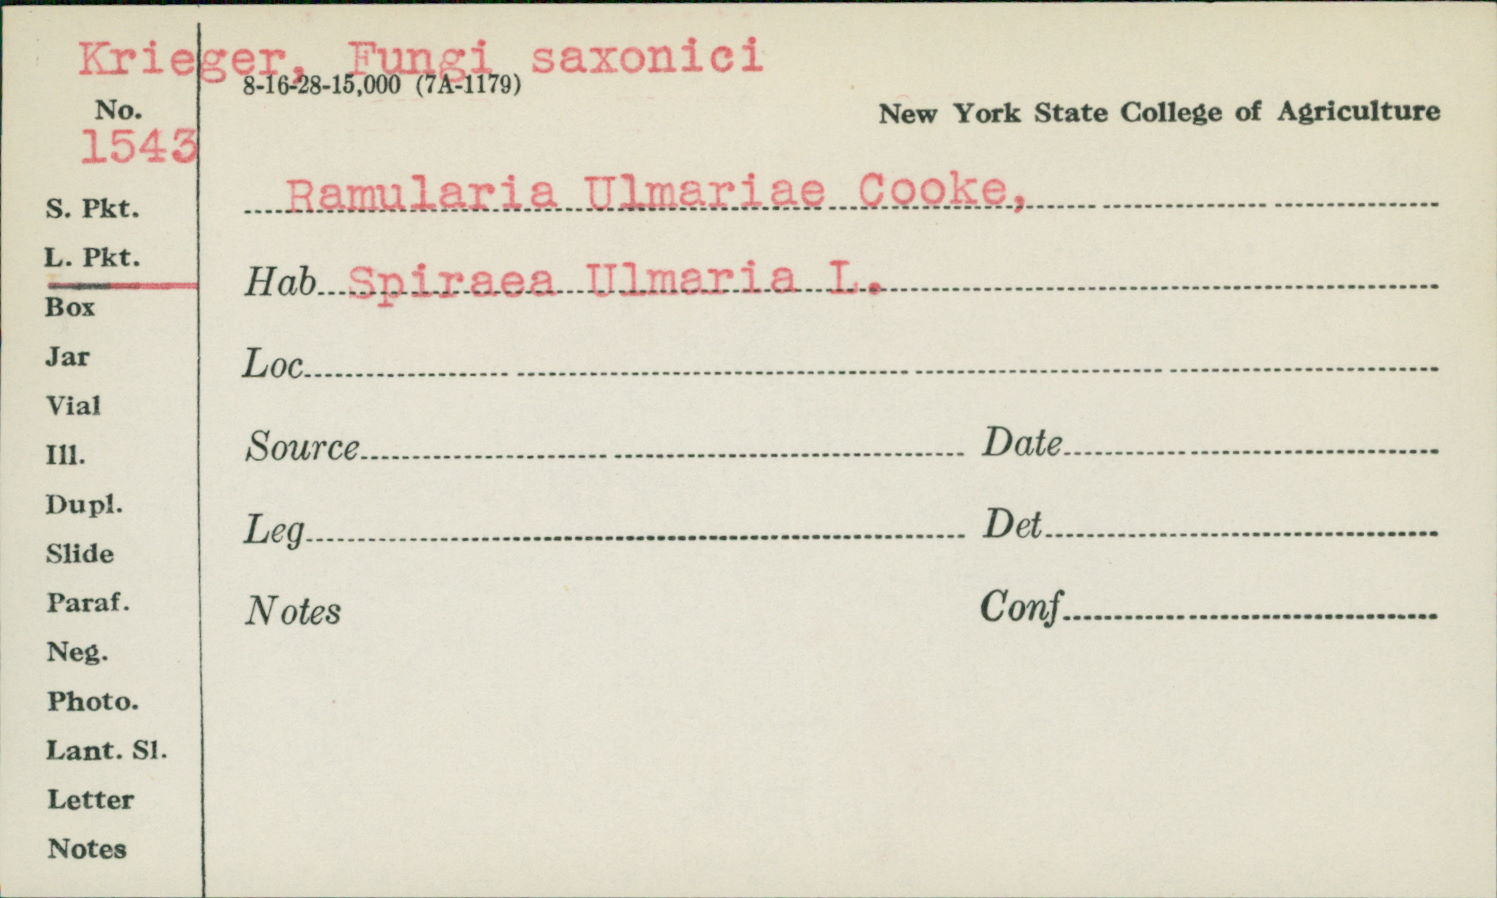 Krieger, Fungi saxonici
8-16-28-15,000 (7A-1179)
No.
New York State College of Agriculture
1543
Ramularia Ulmariae Cooke,
S. Pkt.
L. Pkt.
Hab Spiraea Ulmaria L.
Box
Jar
Loc
Vial
Ill.
Source Date
Dupl.
Slide
Leg Det
Paraf.
Notes Conf
Neg.
Photo.
Lant. Sl.
Letter
Notes